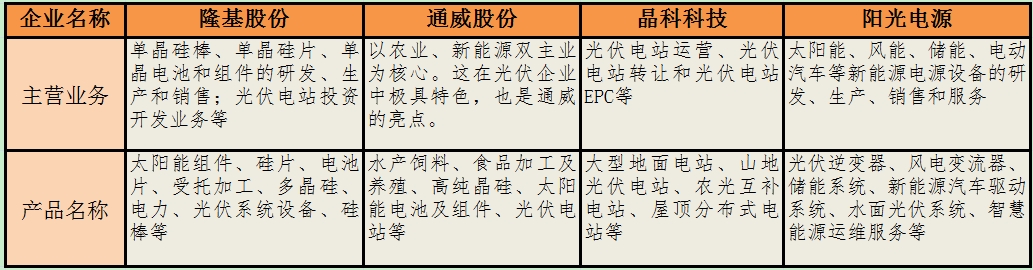 企业名称
隆基股份
通威股份
晶科科技
阳光电源
主营业务
单晶硅棒、单晶硅片、单
晶电池和组件的研发、生
产和销售；光伏电站投资
开发业务等
以农业、新能源双主业
为核心。这在光伏企业
中极具特色，也是通威
的亮点。
光伏电站运营、光伏
电站转让和光伏电站
EPC等
太阳能、风能、储能、电动
汽车等新能源电源设备的研
发、生产、销售和服务
产品名称
太阳能组件、硅片、电池
片、受托加工、多晶硅、
电力、光伏系统设备、硅
棒等
水产饲料、食品加工及
养殖、高纯晶硅、太阳
能电池及组件、光伏电
站等
大型地面电站、山地
光伏电站、农光互补
电站、屋顶分布式电
站等
光伏逆变器、风电变流器、
储能系统、新能源汽车驱动
系统、水面光伏系统、智慧
能源运维服务等